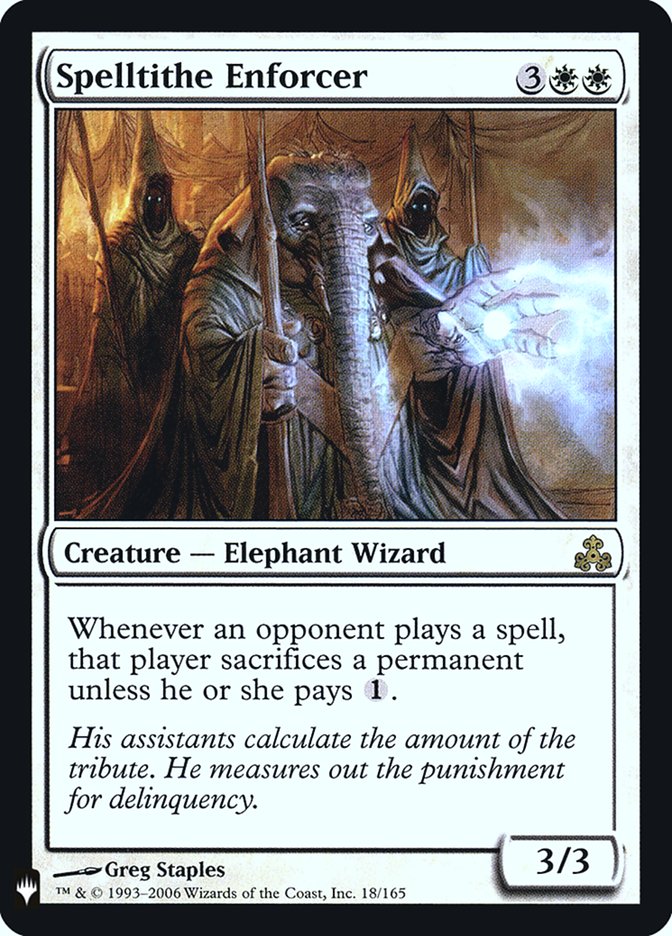 Spelltithe Enforcer 3
Creature — Elephant Wizard
Whenever an opponent plays a spell,
that player sacrifices a permanent
unless he or she pays 1.
His assistants calculate the amount of the
tribute. He measures out the punishment
for delinquency.
3/3
Greg Staples
™ & © 1993–2006 Wizards of the Coast, Inc. 18/165